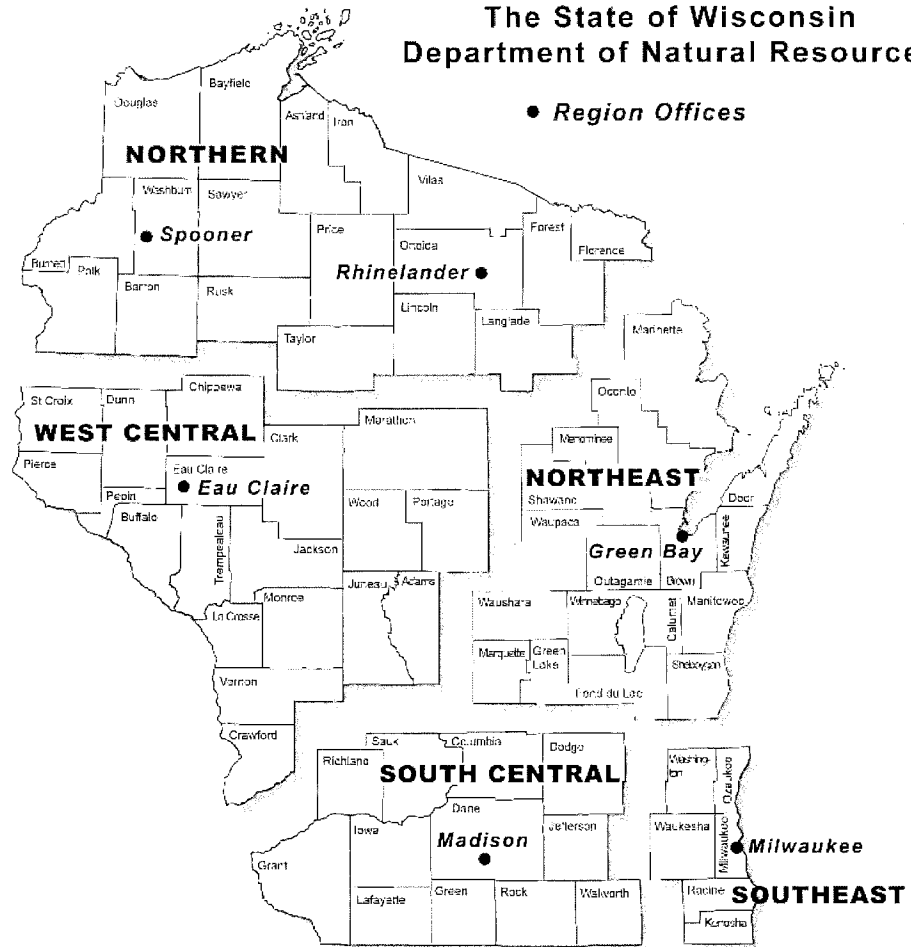 The State of Wisconsin
Department of Natural Resource
Region Offices
Bayfield
Douglas
Ashland
Iron
NORTHERN
Vilas
Washburn
Sawyer
Price
Forest
Spooner
Oneida
Florence
Rhinelander
Burnett
Polk
Barron
Rusk
Lincoln
Langlade
Taylor
Marinette
Chippewa
St Croix
Dunn
Oconto
WEST CENTRAL
Clark
Marathon
Menominee
Pierce
Eau Claire
Eau Claire
NORTHEAST
Pepin
Wood
Portage
Shawano
Door
Buffalo
Waupaca
Trempealeau
Jackson
Green Bay
Kewaunee
Outagamie
Brown
Juneau
Adams
Monroe
Waushara
Winnebago
Calumet
Manitowoc
La Crosse
Marquette
Green
Lake
Sheboygan
Vernon
Fond du Lac
Crawford
Sauk
Columbia
Dodge
Richland
Washing-
ton
Ozaukee
SOUTH CENTRAL
Dane
Iowa
Jefferson
Waukesha
Milwaukee
Madison
Milwaukee
Grant
Lafayette
Green
Rock
Walworth
Racine
SOUTHEAST
Kenosha